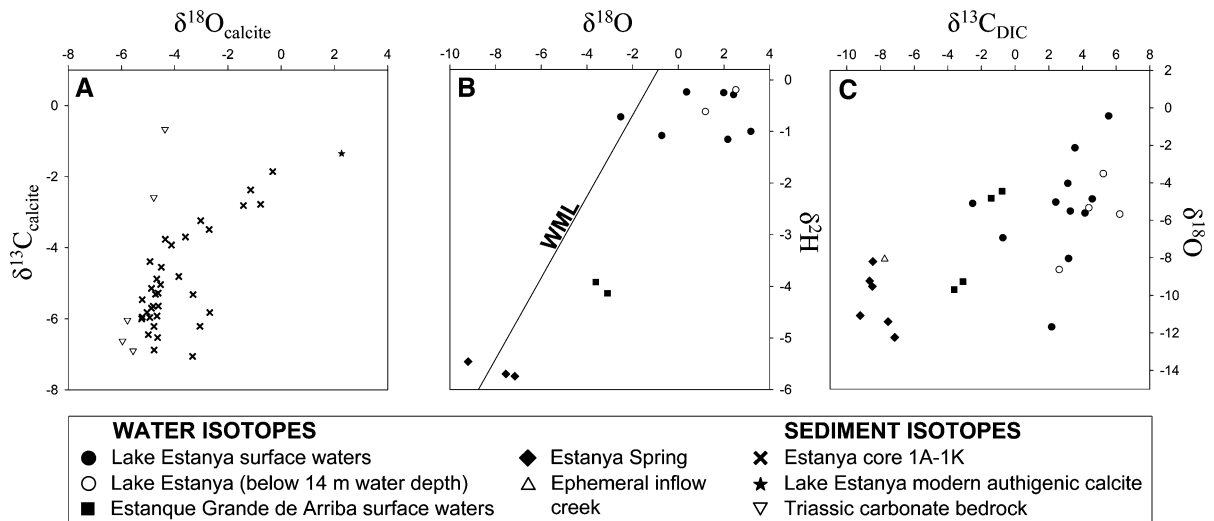 δ18Ocalcite
δ18O
δ13CDIC
-8 -6 -4 -2 0 2 4
-10 -8 -6 -4 -2 0 2 4
-10 -8 -6 -4 -2 0 2 4 6 8
A
B
C
0
-2
-4
-6
-8
δ13Ccalcite
0
-1
-2
-3
-4
-5
-6
δ2H
WML
2
0
-2
-4
-6
-8
-10
-12
-14
δ18O
WATER ISOTOPES
Lake Estanya surface waters
Lake Estanya (below 14 m water depth)
Estanque Grande de Arriba surface waters
Estanya Spring
Ephemeral inflow
creek
SEDIMENT ISOTOPES
Estanya core 1A-1K
Lake Estanya modern authigenic calcite
Triassic carbonate bedrock